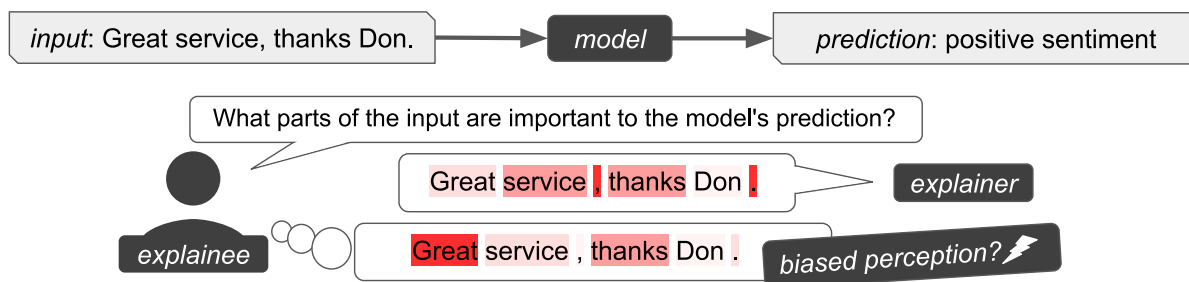 input: Great service, thanks Don.
model
prediction: positive sentiment
What parts of the input are important to the model's prediction?
Great service , thanks Don .
explainer
explainee
Great service , thanks Don .
biased perception?